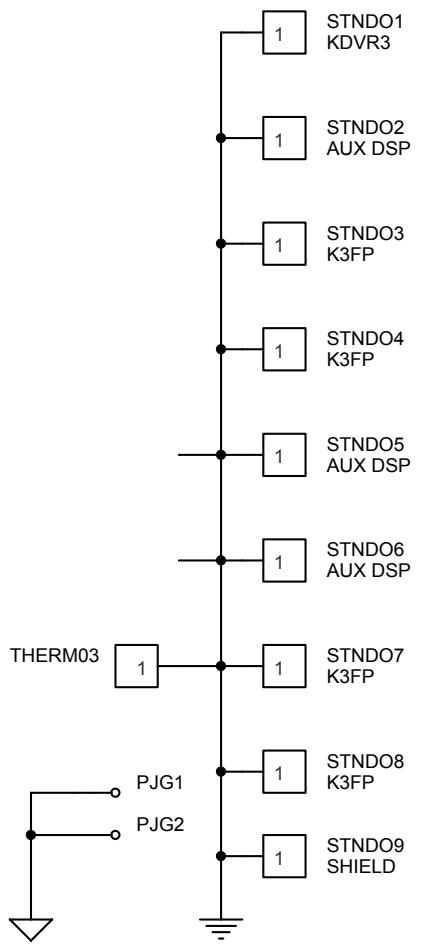 1
STNDO1
KDVR3
1
STNDO2
AUX DSP
1
STNDO3
K3FP
1
STNDO4
K3FP
1
STNDO5
AUX DSP
1
STNDO6
AUX DSP
THERM03
1
1
STNDO7
K3FP
1
STNDO8
K3FP
PJG1
PJG2
1
STNDO9
SHIELD